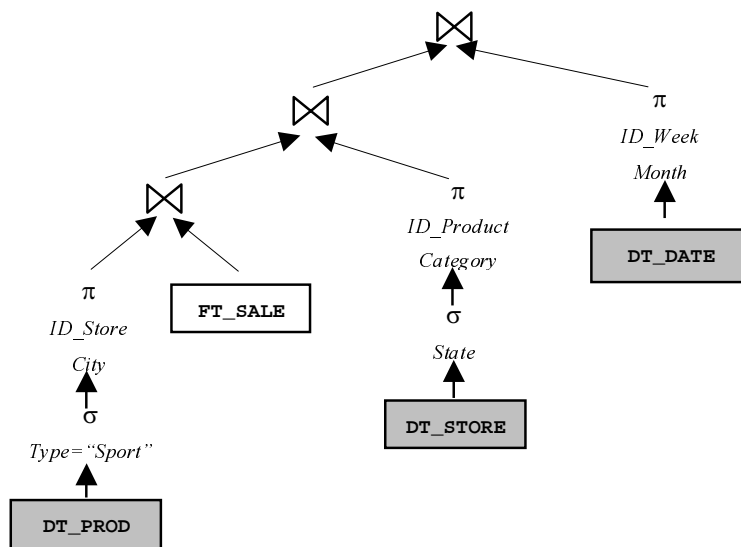 π
ID_Week
Month
DT_DATE
π
ID_Product
Category
σ
State
DT_STORE
π
ID_Store
City
σ
Type=“Sport”
DT_PROD
FT_SALE